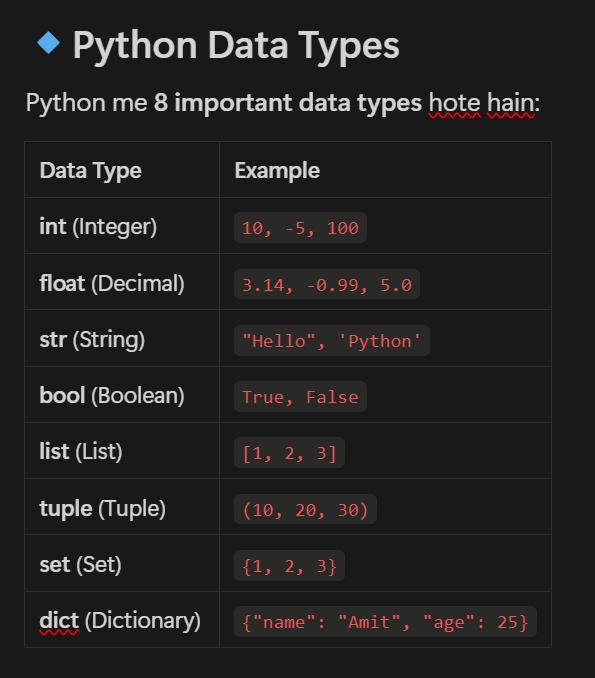 Python Data Types
Python me 8 important data types hote hain:
Data Type Example
int (Integer) 10, -5, 100
float (Decimal) 3.14, -0.99, 5.0
str (String) "Hello", 'Python'
bool (Boolean) True, False
list (List) [1, 2, 3]
tuple (Tuple) (10, 20, 30)
set (Set) {1, 2, 3}
dict (Dictionary) {"name": "Amit", "age": 25}